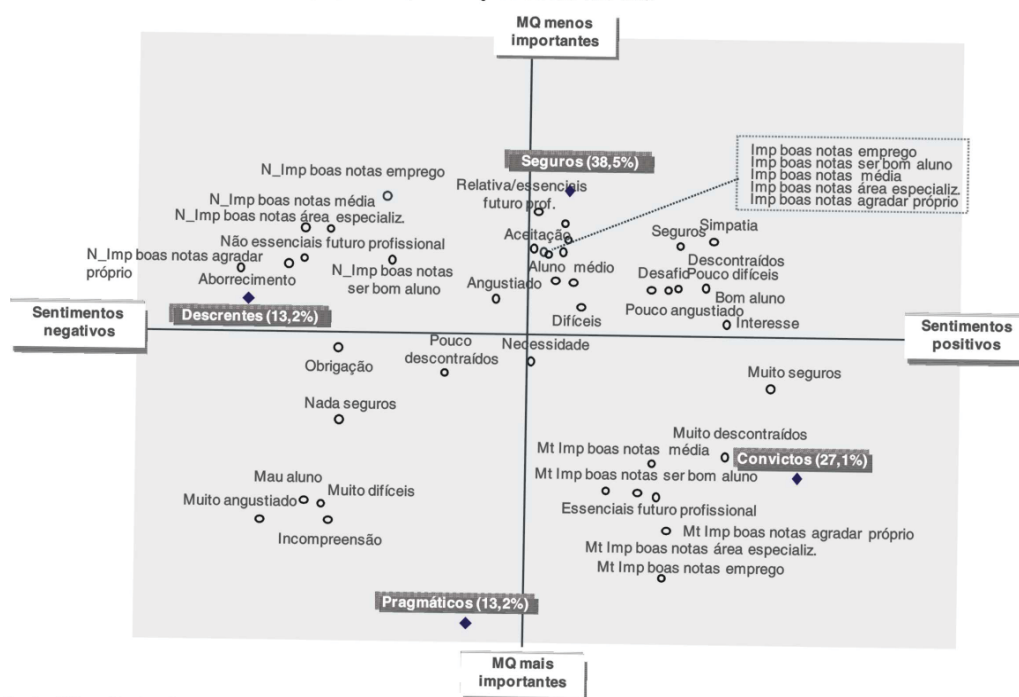 MQ menos
importantes
Imp boas notas emprego
Imp boas notas ser bom aluno
Imp boas notas média
Imp boas notas área especializ.
Imp boas notas agradar próprio
Seguros (38,5%)
N_Imp boas notas emprego
Relativa/essenciais
futuro prof.
N_Imp boas notas média
N_Imp boas notas área especializ.
Simpatia
Seguros
Aceitação
Não essenciais futuro profissional
N_Imp boas notas agradar
próprio
Descontraídos
Aluno médio
N_Imp boas notas
ser bom aluno
Desafio
Pouco difíceis
Aborrecimento
Angustiado
Bom aluno
Pouco angustiado
Sentimentos
negativos
Descrentes (13,2%)
Difíceis
Interesse
Sentimentos
positivos
Pouco
descontraídos
Necessidade
Obrigação
Muito seguros
Nada seguros
Muito descontraídos
Mt Imp boas notas média
Convictos (27,1%)
Mau aluno
Mt Imp boas notas ser bom aluno
Muito difíceis
Muito angustiado
Essenciais futuro profissional
Incompreensão
Mt Imp boas notas agradar próprio
Mt Imp boas notas área especializ.
Mt Imp boas notas emprego
Pragmáticos (13,2%)
MQ mais
importantes